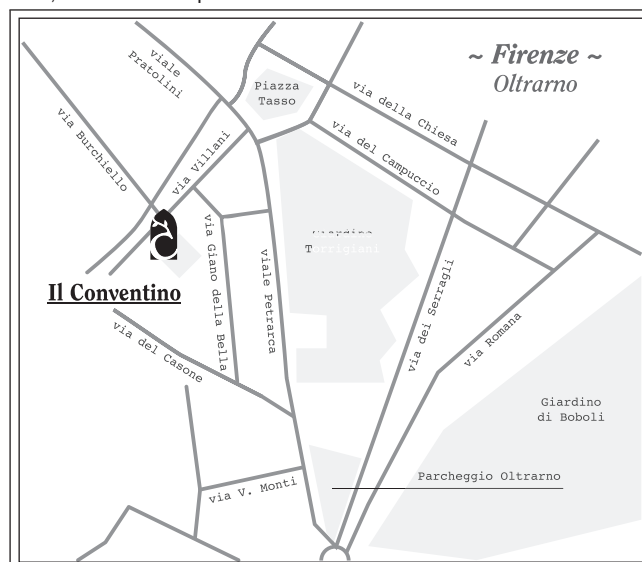 ~ Firenze ~
Oltrarno
viale
Pratolini
Piazza
Tasso
via della Chiesa
via Burchiello
via Villani
via del Campuccio
Il Conventino
via Giano della Bella
viale Petrarca
via dei Serragli
via Romana
via del Casone
Giardino
di Boboli
Parcheggio Oltrarno
via V. Monti